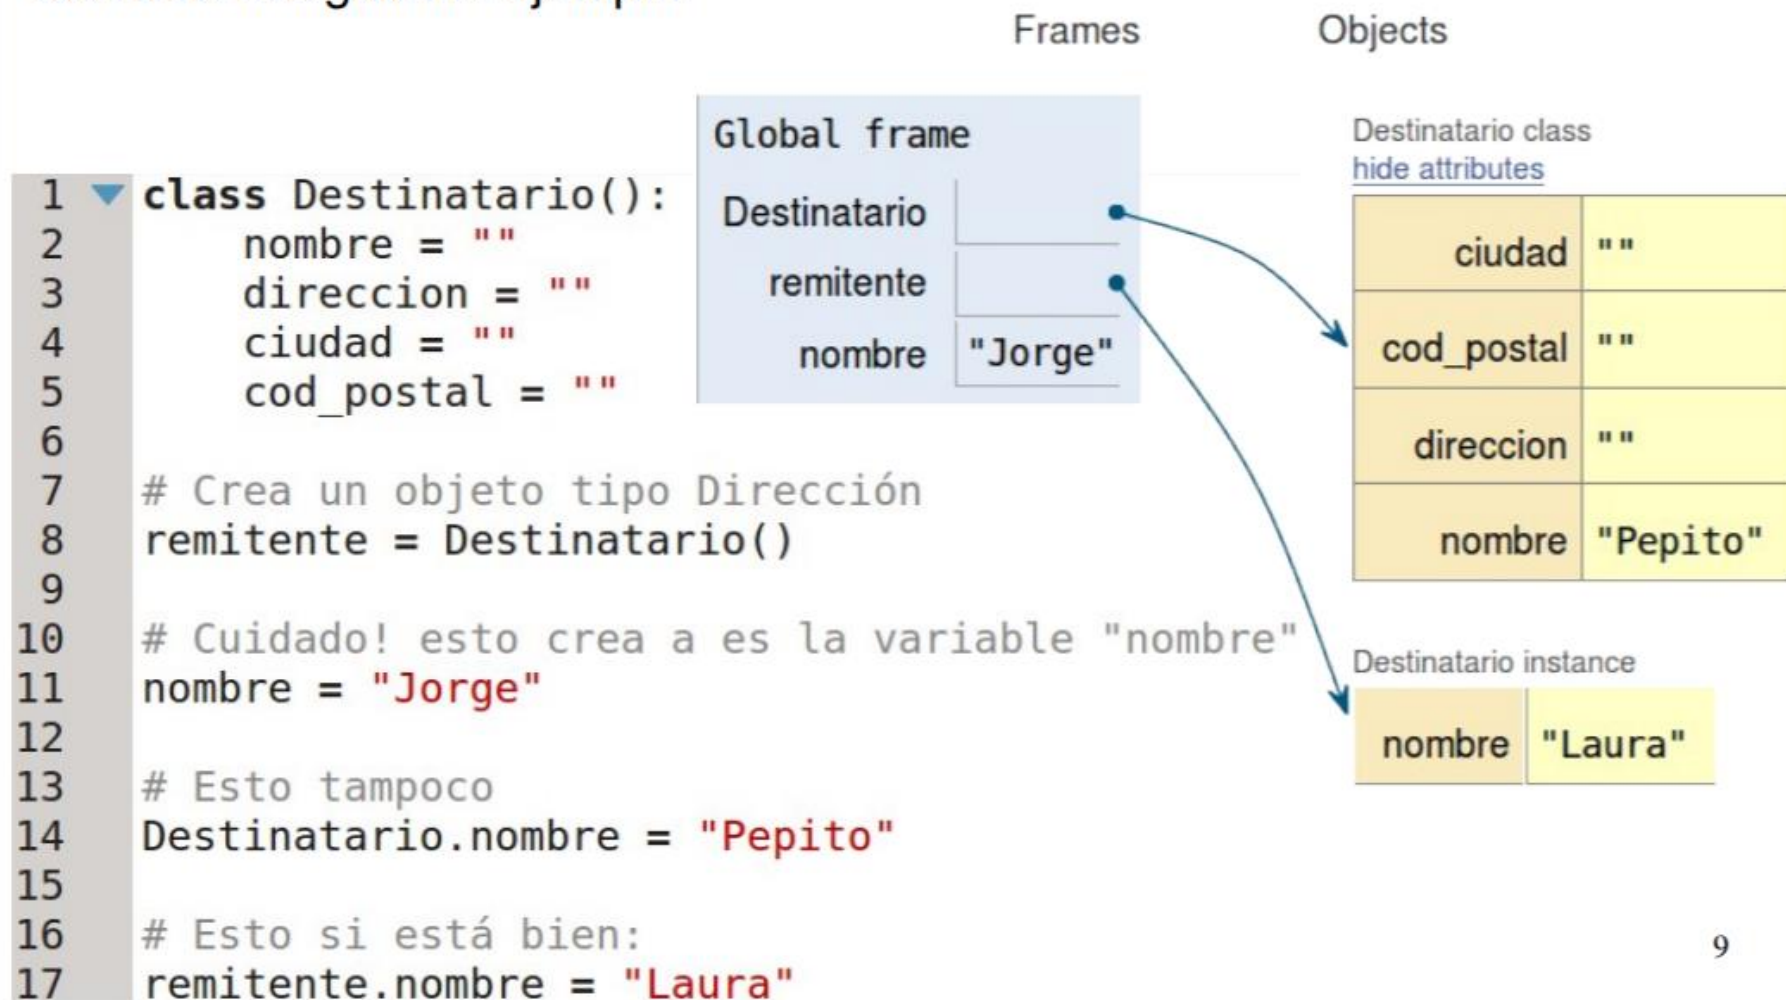 Frames Objects
Global frame
Destinatario
remitente
nombre "Jorge"
Destinatario class
hide attributes
ciudad ""
cod_postal ""
direccion ""
nombre "Pepito"
Destinatario instance
nombre "Laura"
1 class Destinatario():
2 nombre = ""
3 direccion = ""
4 ciudad = ""
5 cod_postal = ""
6
7 # Crea un objeto tipo Dirección
8 remitente = Destinatario()
9
10 # Cuidado! esto crea a es la variable "nombre"
11 nombre = "Jorge"
12
13 # Esto tampoco
14 Destinatario.nombre = "Pepito"
15
16 # Esto si está bien:
17 remitente.nombre = "Laura"
9